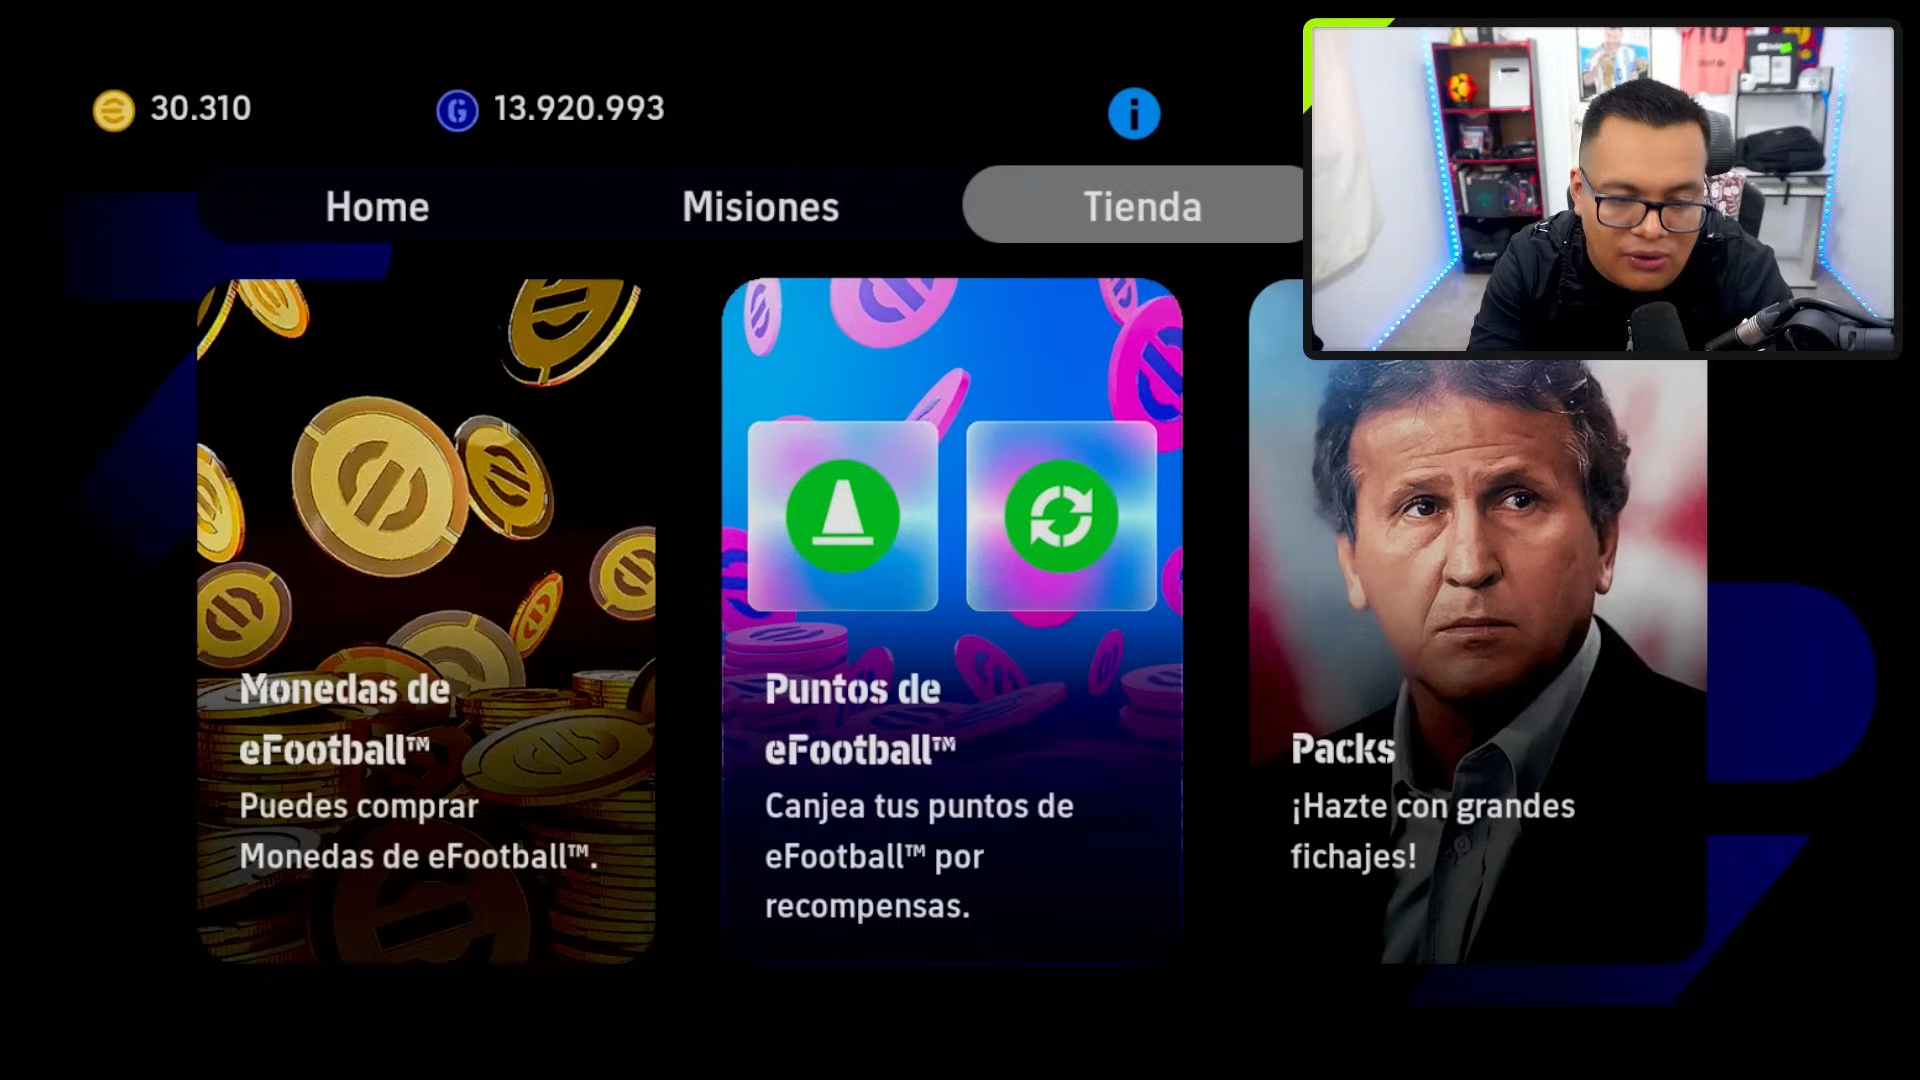 30.310
13.920.993
Home
Misiones
Tienda
Monedas de
eFootball™
Puedes comprar
Monedas de eFootball™.
Puntos de
eFootball™
Canjea tus puntos de
eFootball™ por
recompensas.
Packs
¡Hazte con grandes
fichajes!